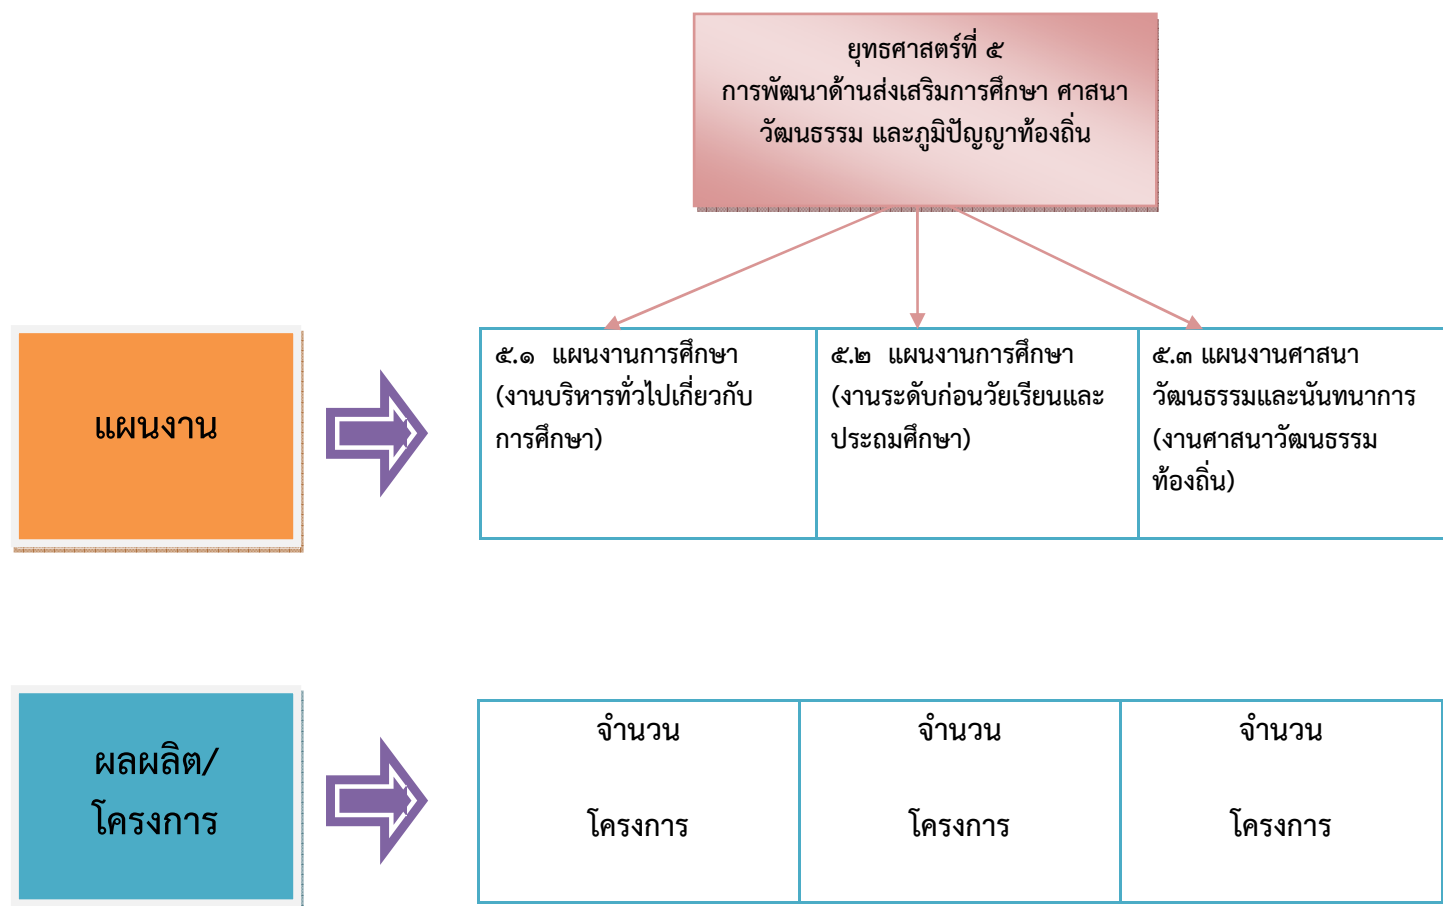 ยุทธศาสตร์ที่ ๕
การพัฒนาด้านส่งเสริมการศึกษา ศาสนา
วัฒนธรรม และภูมิปัญญาท้องถิ่น
แผนงาน
๕.๑ แผนงานการศึกษา
(งานบริหารทั่วไปเกี่ยวกับ
การศึกษา)
๕.๒ แผนงานการศึกษา
(งานระดับก่อนวัยเรียนและ
ประถมศึกษา)
๕.๓ แผนงานศาสนา
วัฒนธรรมและนันทนาการ
(งานศาสนาวัฒนธรรม
ท้องถิ่น)
ผลผลิต/
โครงการ
จำนวน
โครงการ
จำนวน
โครงการ
จำนวน
โครงการ